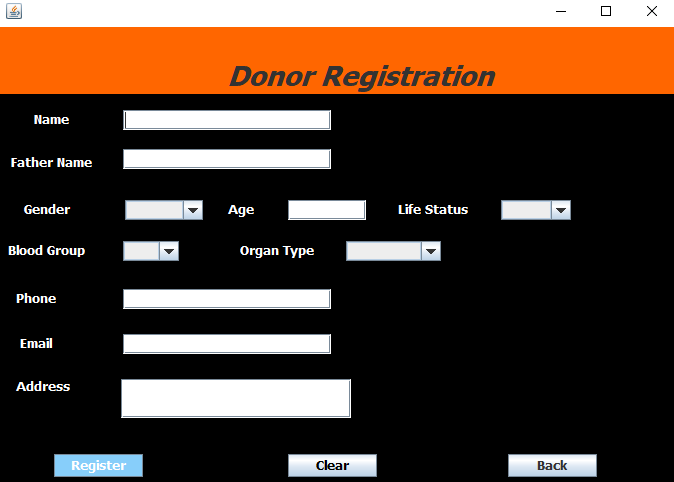 Donor Registration
Name
Father Name
Gender Age Life Status
Blood Group Organ Type
Phone
Email
Address
Register Clear Back